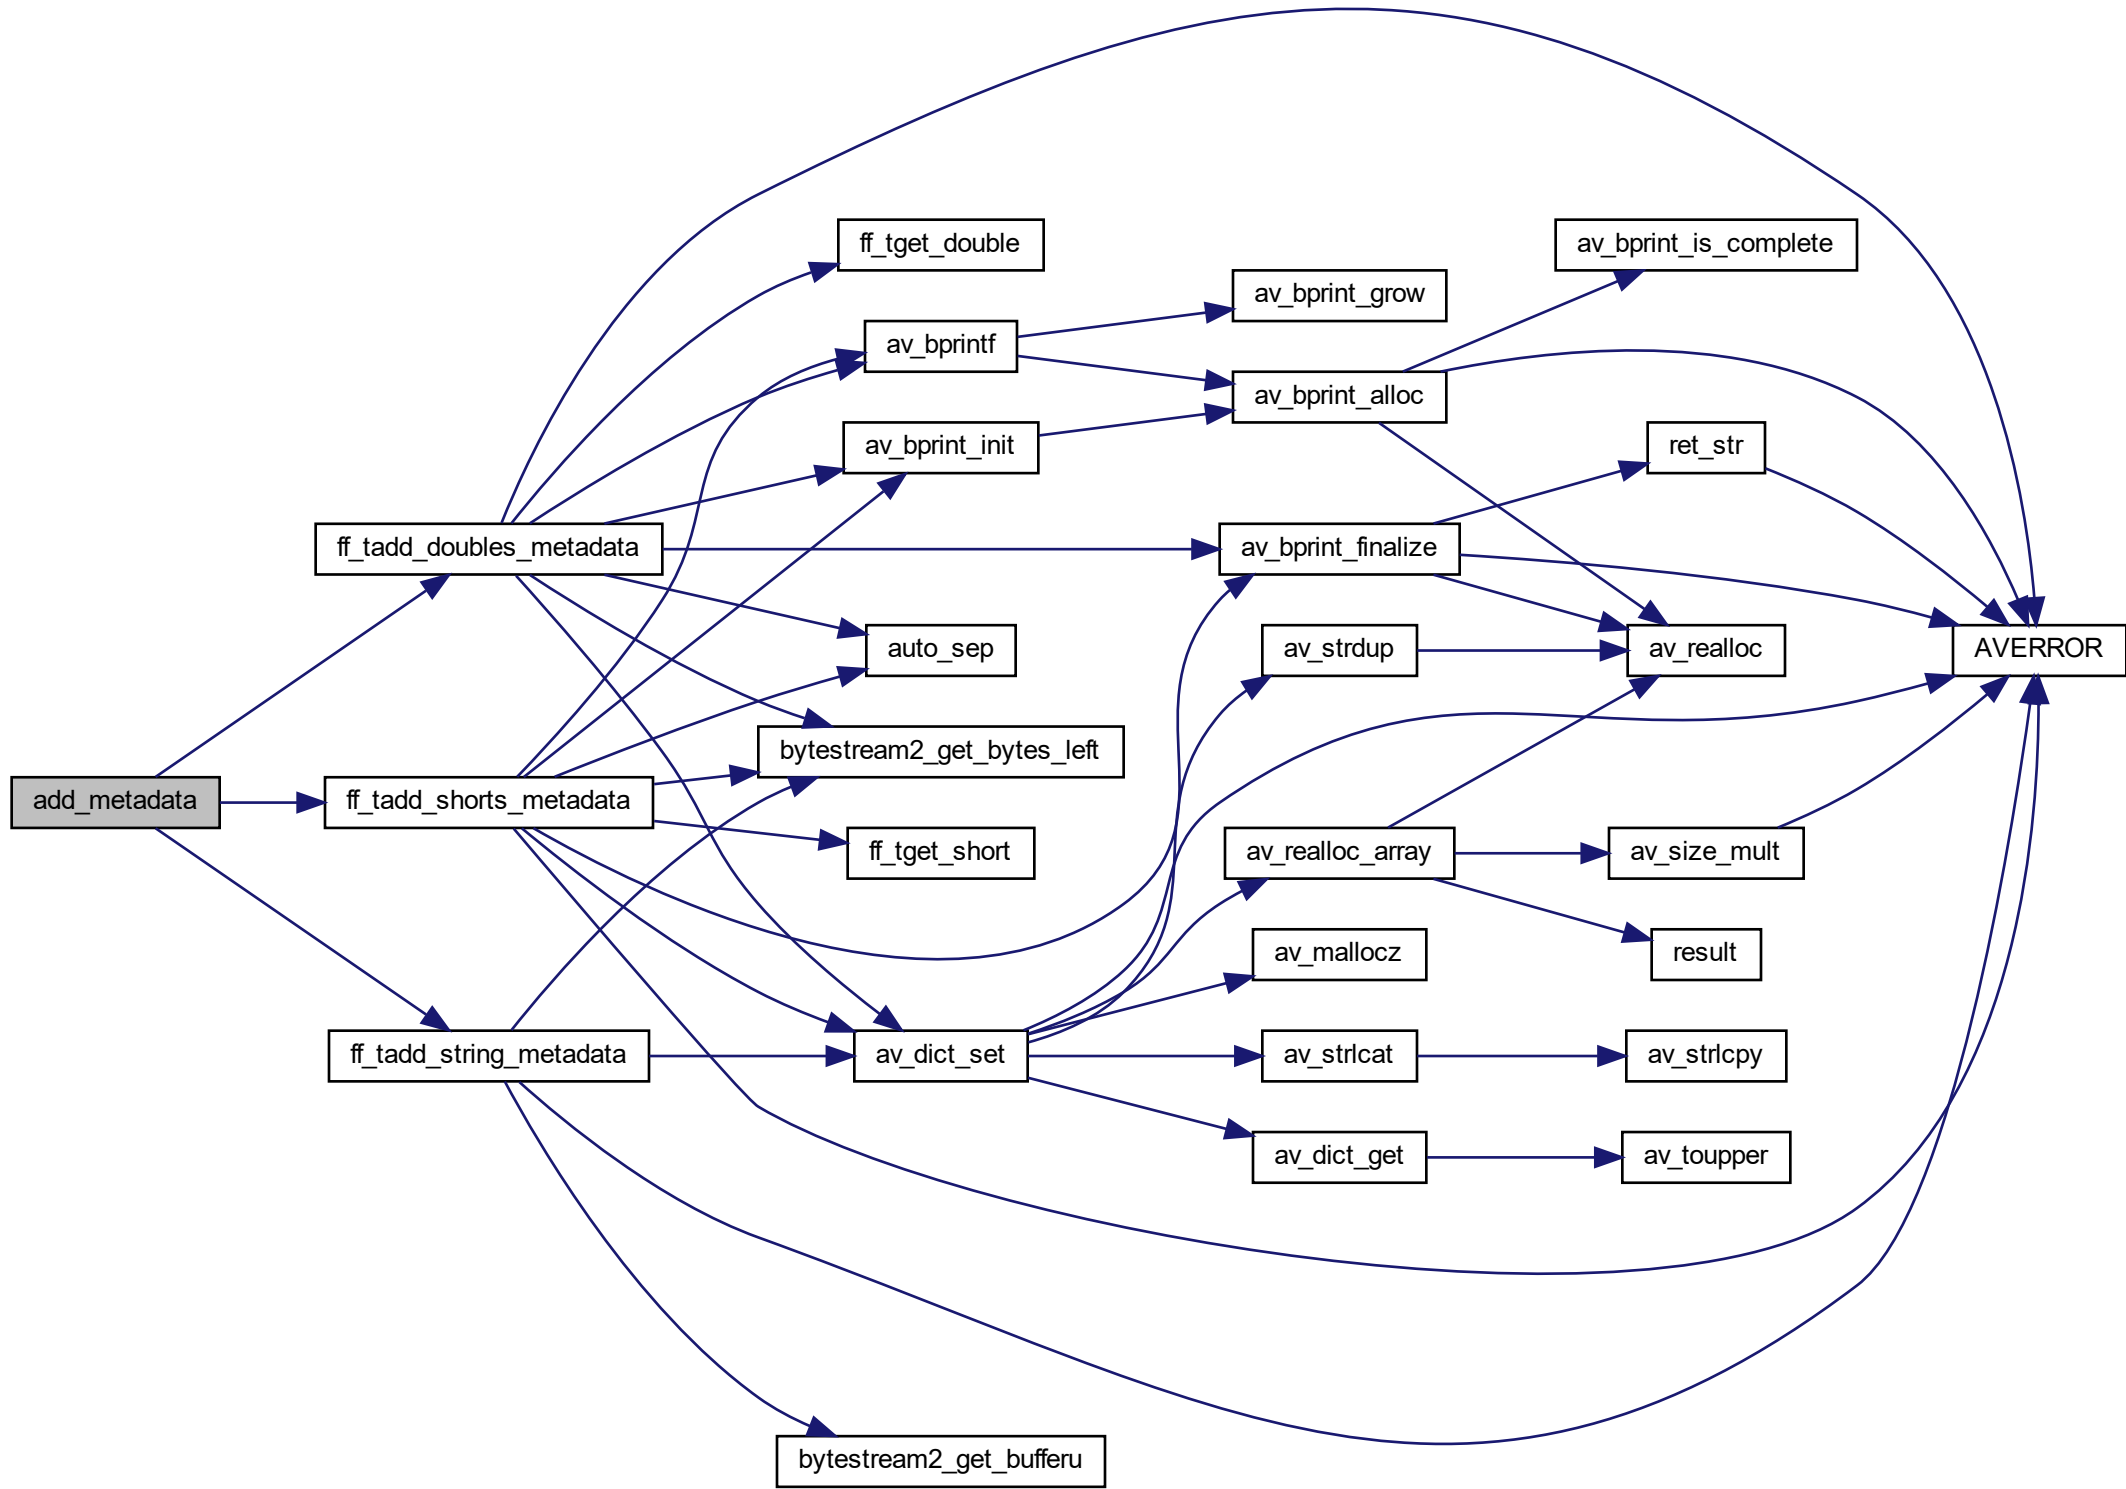 add_metadata
ff_tadd_doubles_metadata
ff_tadd_shorts_metadata
ff_tadd_string_metadata
ff_tget_double
av_bprintf
av_bprint_init
auto_sep
bytestream2_get_bytes_left
ff_tget_short
av_dict_set
bytestream2_get_bufferu
av_bprint_grow
av_bprint_alloc
av_bprint_finalize
av_strdup
av_realloc_array
av_mallocz
av_strlcat
av_dict_get
av_bprint_is_complete
ret_str
av_realloc
av_size_mult
result
av_strlcpy
av_toupper
AVERROR